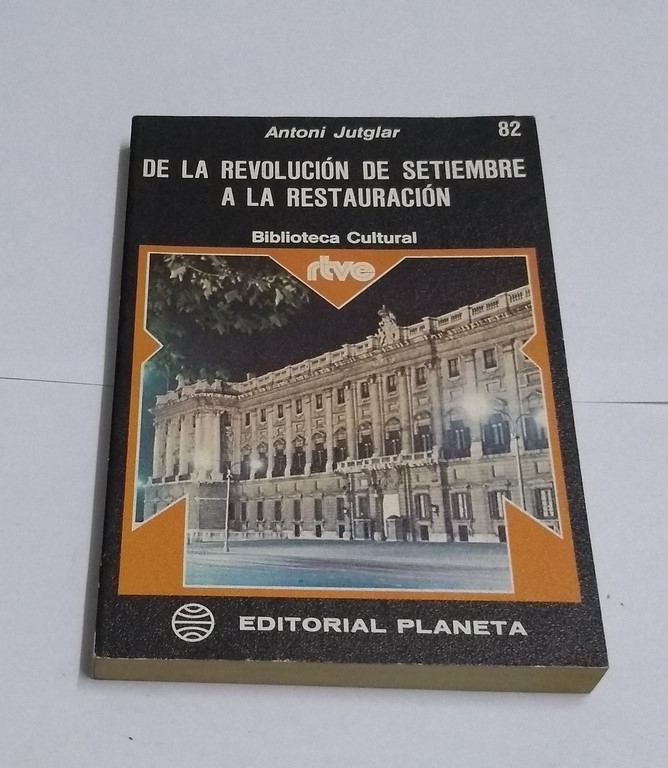 Antoni Jutglar 82
DE LA REVOLUCIÓN DE SETIEMBRE
A LA RESTAURACIÓN
Biblioteca Cultural
rtve
EDITORIAL PLANETA